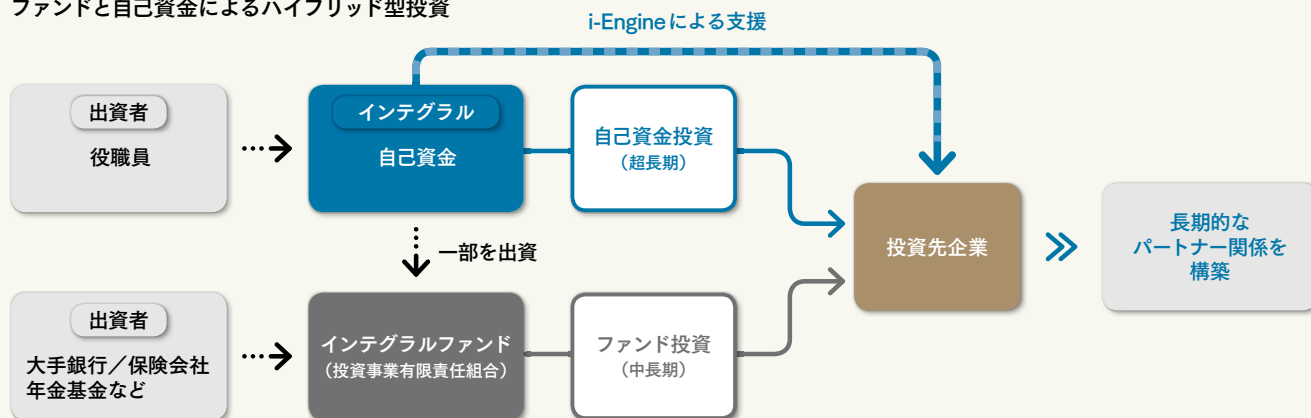 ファンドと自己資金によるハイブリッド型投資
i-Engineによる支援
出資者
役職員
インテグラル
自己資金
自己資金投資
（超長期）
一部を出資
投資先企業
長期的な
パートナー関係を
構築
出資者
大手銀行／保険会社
年金基金など
インテグラルファンド
（投資事業有限責任組合）
ファンド投資
（中長期）